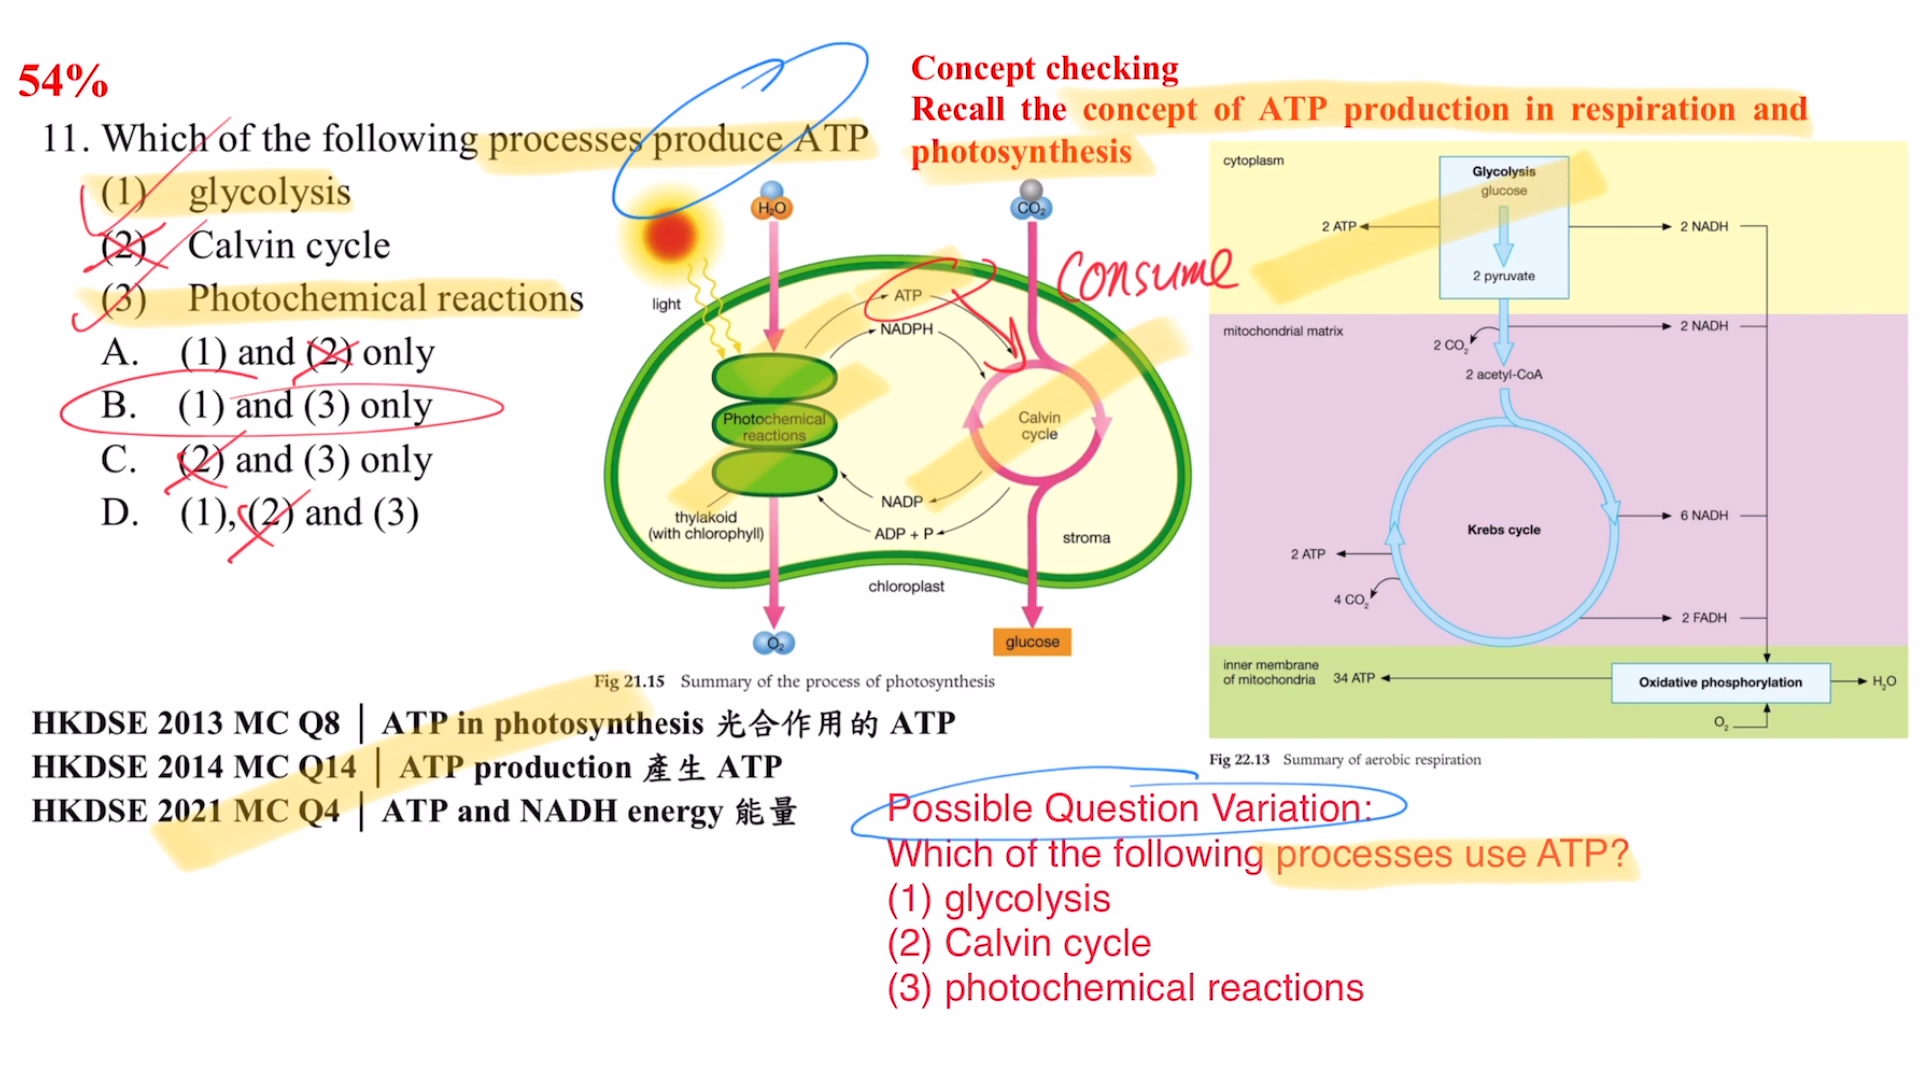 54%
11. Which of the following processes produce ATP
(1) glycolysis
(2) Calvin cycle
(3) Photochemical reactions
A. (1) and (2) only
B. (1) and (3) only
C. (2) and (3) only
D. (1), (2) and (3)
Concept checking
Recall the concept of ATP production in respiration and
photosynthesis
H₂O
CO₂
light
ATP
NADPH
Consume
Photochemical
reactions
Calvin
cycle
NADP
ADP + P
thylakoid
(with chlorophyll)
stroma
chloroplast
O₂
glucose
Fig 21.15 Summary of the process of photosynthesis
cytoplasm
Glycolysis
glucose
2 ATP
2 NADH
2 pyruvate
mitochondrial matrix
2 NADH
2 CO₂
2 acetyl-CoA
6 NADH
Krebs cycle
2 ATP
4 CO₂
2 FADH
inner membrane
of mitochondria
34 ATP
Oxidative phosphorylation
H₂O
O₂
Fig 22.13 Summary of aerobic respiration
HKDSE 2013 MC Q8 | ATP in photosynthesis 光合作用的 ATP
HKDSE 2014 MC Q14 | ATP production 產生 ATP
HKDSE 2021 MC Q4 | ATP and NADH energy 能量
Possible Question Variation:
Which of the following processes use ATP?
(1) glycolysis
(2) Calvin cycle
(3) photochemical reactions